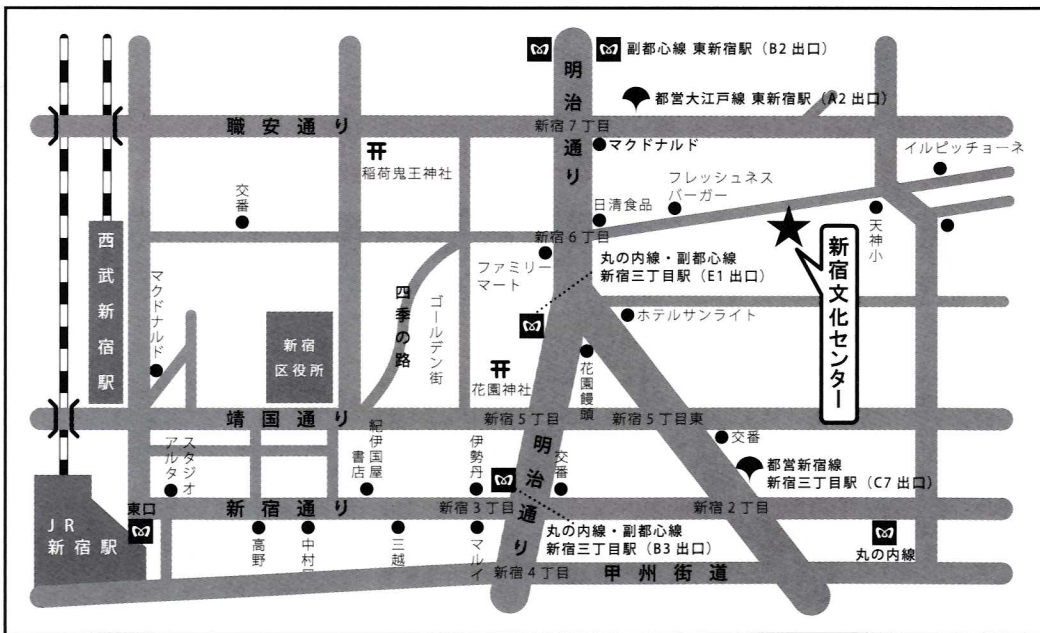 副都心線 東新宿駅（B2 出口）
都営大江戸線 東新宿駅（A2 出口）
明治通り
職安通り
新宿7丁目
マクドナルド
イルピッチョーネ
稲荷鬼王神社
交番
フレッシュネス
バーガー
日清食品
天神小
新宿6丁目
西武新宿駅
ファミリー
マート
丸の内線・副都心線
新宿三丁目駅（E1 出口）
新宿文化センター
マクドナルド
四季の路
ゴールデン街
新宿
区役所
ホテルサンライト
花園神社
花園饅頭
靖国通り
新宿5丁目
新宿5丁目東
スタジオ
アルタ
紀伊国屋
書店
伊勢丹
明治通り
交番
交番
都営新宿線
新宿三丁目駅（C7 出口）
東口
新宿通り
新宿3丁目
新宿2丁目
JR
新宿駅
高野
中村
三越
マルイ
丸の内線・副都心線
新宿三丁目駅（B3 出口）
丸の内線
新宿4丁目
甲州街道